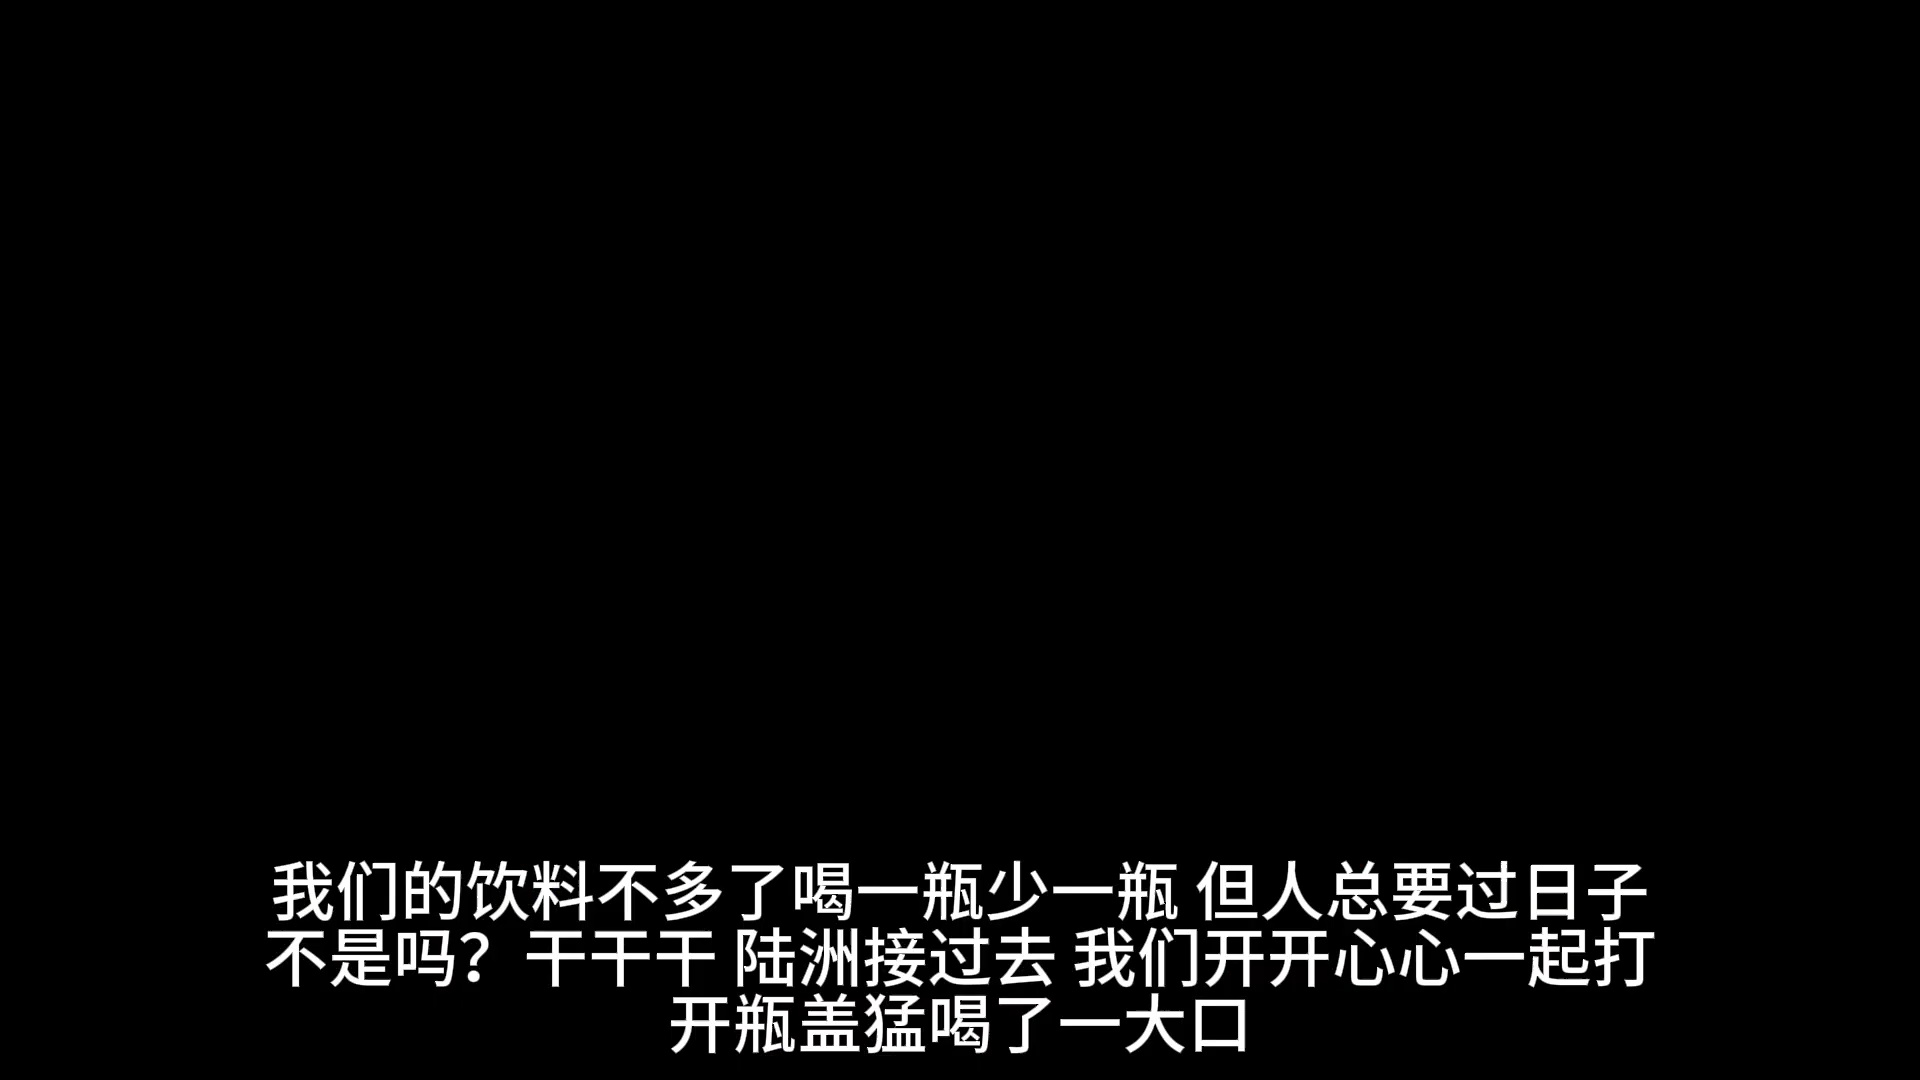 我们的饮料不多了喝一瓶少一瓶 但人总要过日子
不是吗？干干干 陆洲接过去 我们开开心心一起打
开瓶盖猛喝了一大口